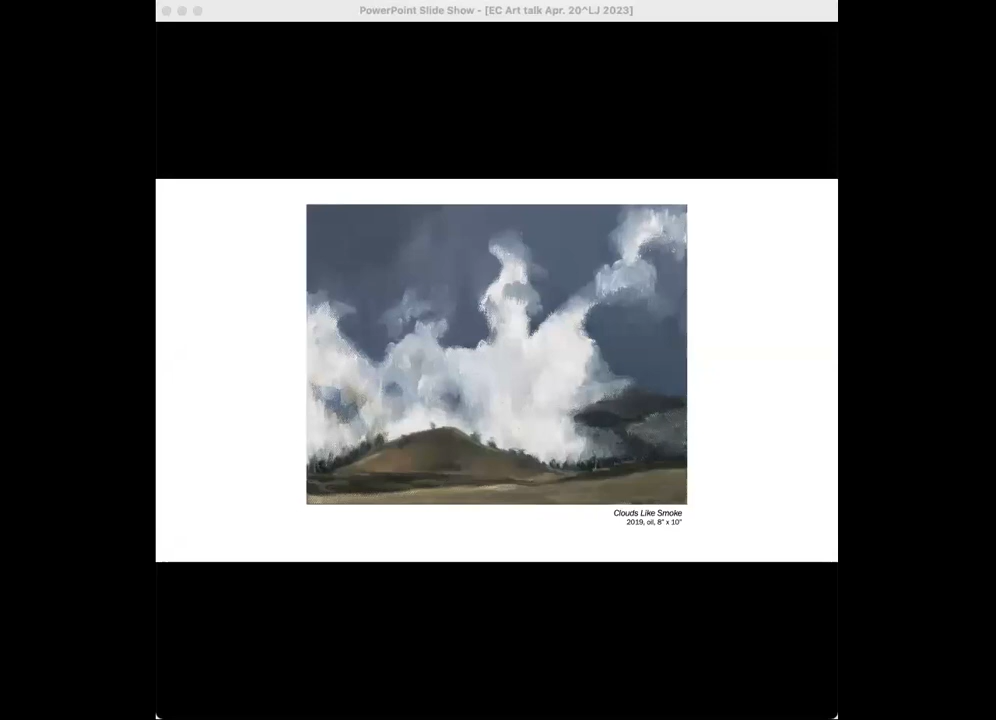 PowerPoint Slide Show - [EC Art talk Apr. 20^LJ 2023]
Clouds Like Smoke
2019, oil, 8" x 10"